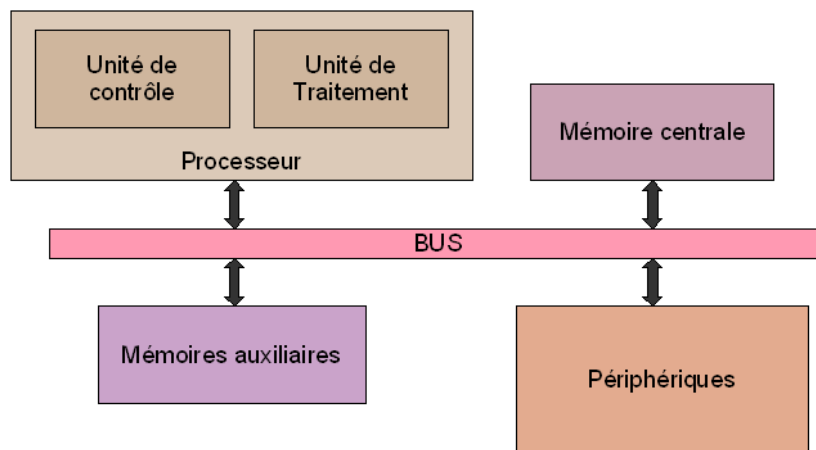 Unité de
contrôle
Unité de
Traitement
Processeur
Mémoire centrale
BUS
Mémoires auxiliaires
Périphériques